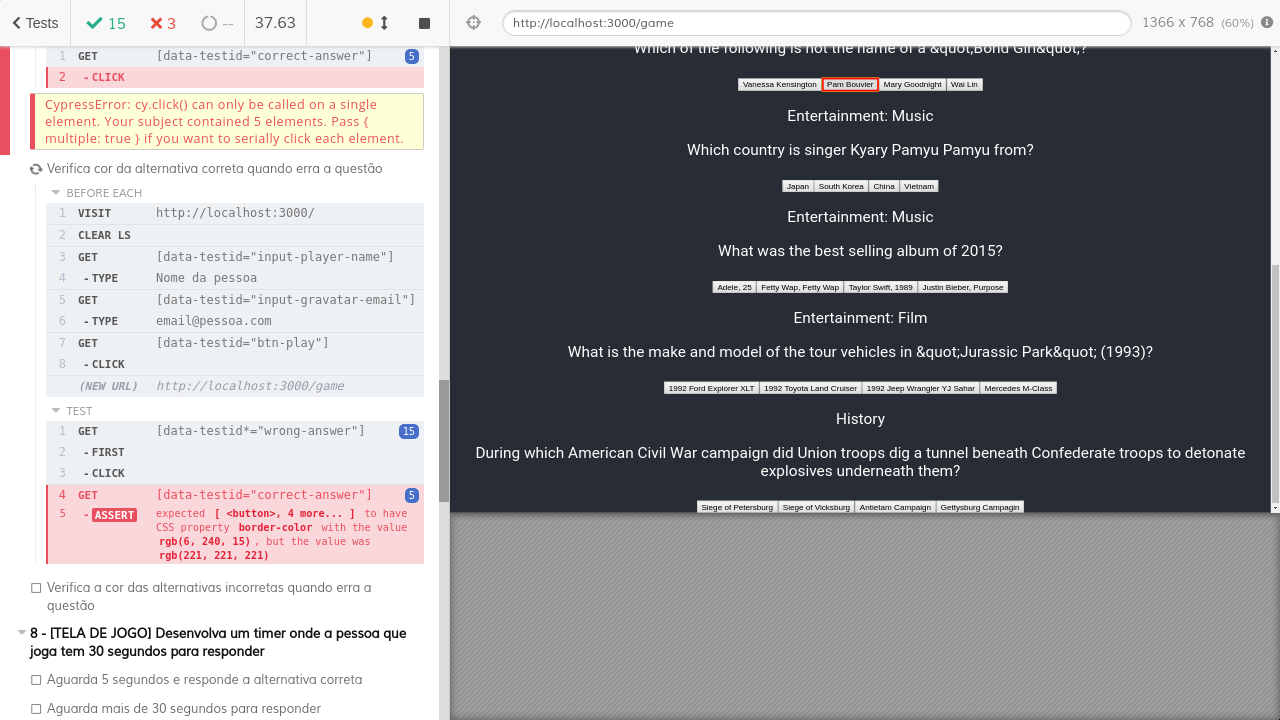 Tests
15
3
--
37.63
http://localhost:3000/game
1366 x 768 (60%)
1 GET [data-testid="correct-answer"] 5
2 - CLICK
CypressError: cy.click() can only be called on a single
element. Your subject contained 5 elements. Pass {
multiple: true } if you want to serially click each element.
Verifica cor da alternativa correta quando erra a questão
BEFORE EACH
1 VISIT http://localhost:3000/
2 CLEAR LS
3 GET [data-testid="input-player-name"]
4 - TYPE Nome da pessoa
5 GET [data-testid="input-gravatar-email"]
6 - TYPE email@pessoa.com
7 GET [data-testid="btn-play"]
8 - CLICK
(NEW URL) http://localhost:3000/game
TEST
1 GET [data-testid*="wrong-answer"] 15
2 - FIRST
3 - CLICK
4 GET [data-testid="correct-answer"] 5
5 - ASSERT expected [ <button>, 4 more... ] to have
CSS property border-color with the value
rgb(6, 240, 15), but the value was
rgb(221, 221, 221)
Verifica a cor das alternativas incorretas quando erra a
questão
8 - [TELA DE JOGO] Desenvolva um timer onde a pessoa que
joga tem 30 segundos para responder
Aguarda 5 segundos e responde a alternativa correta
Aguarda mais de 30 segundos para responder
Which of the following is not the name of a &quot;Bond Girl&quot;?
Vanessa Kensington Pam Bouvier Mary Goodnight Wai Lin
Entertainment: Music
Which country is singer Kyary Pamyu Pamyu from?
Japan South Korea China Vietnam
Entertainment: Music
What was the best selling album of 2015?
Adele, 25 Fetty Wap, Fetty Wap Taylor Swift, 1989 Justin Bieber, Purpose
Entertainment: Film
What is the make and model of the tour vehicles in &quot;Jurassic Park&quot; (1993)?
1992 Ford Explorer XLT 1992 Toyota Land Cruiser 1992 Jeep Wrangler YJ Sahar Mercedes M-Class
History
During which American Civil War campaign did Union troops dig a tunnel beneath Confederate troops to detonate
explosives underneath them?
Siege of Petersburg Siege of Vicksburg Antietam Campaign Gettysburg Campagin